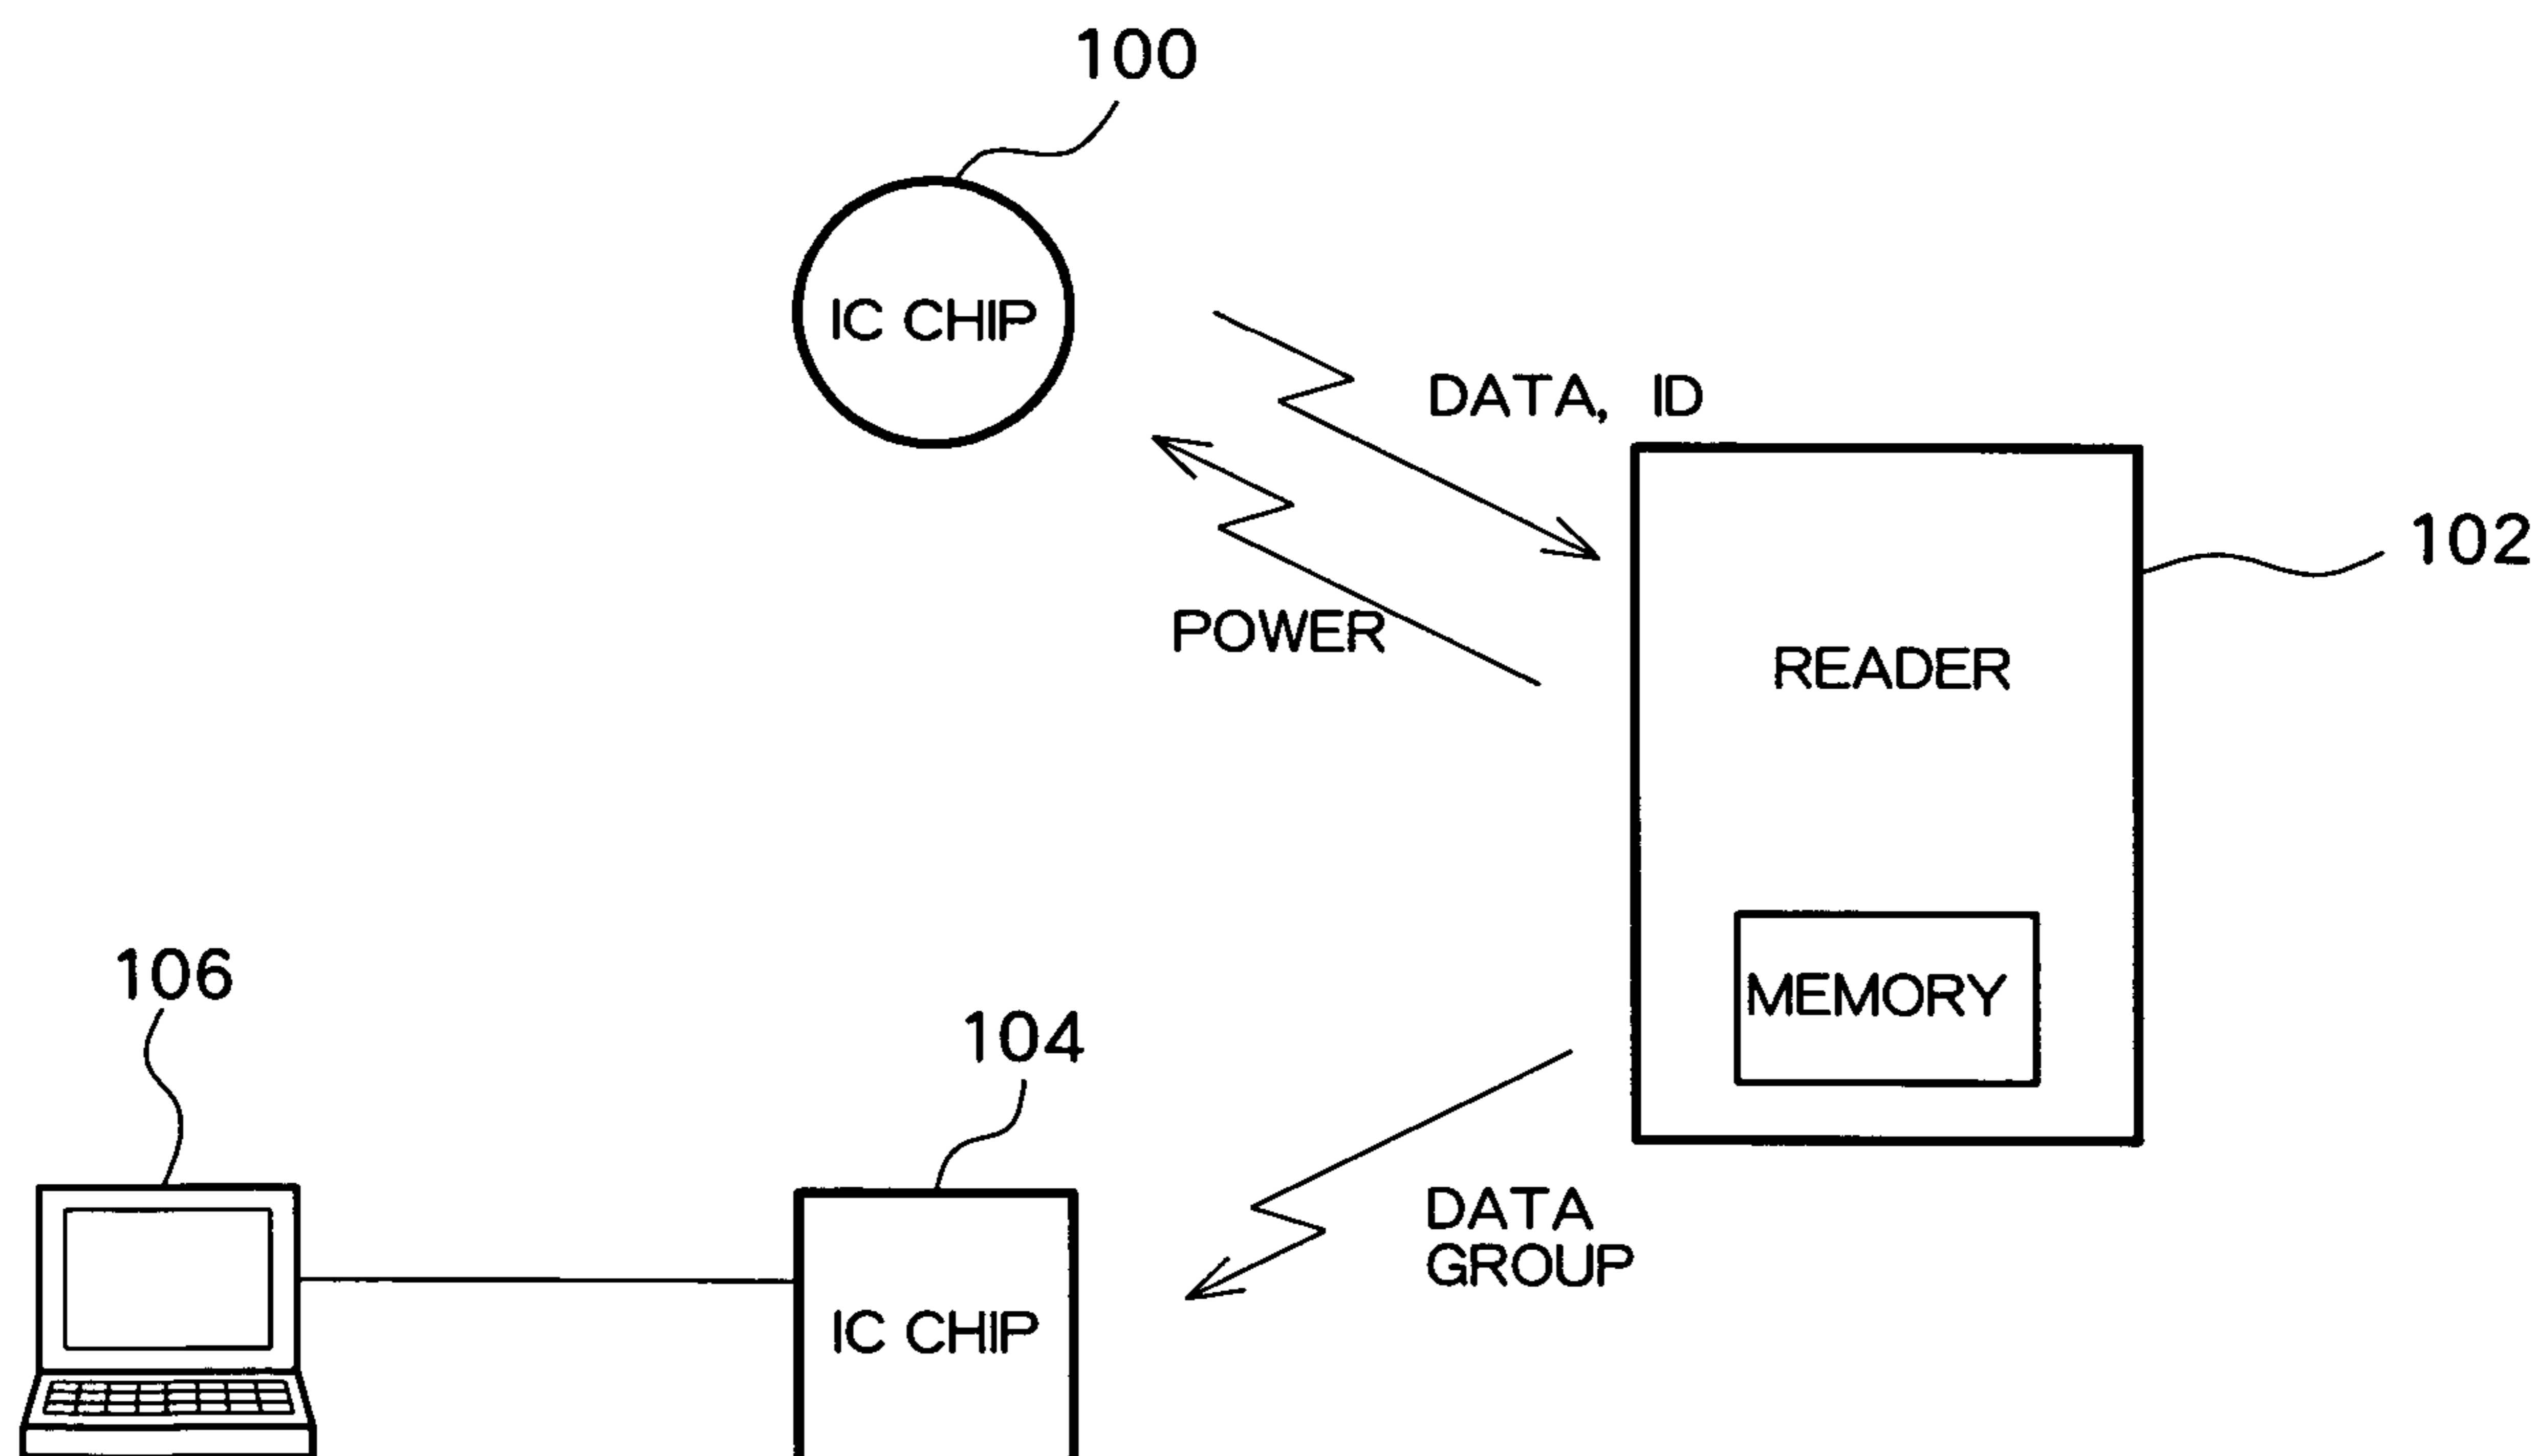 100
IC CHIP
DATA, ID
102
POWER
READER
MEMORY
106
104
DATA
GROUP
IC CHIP